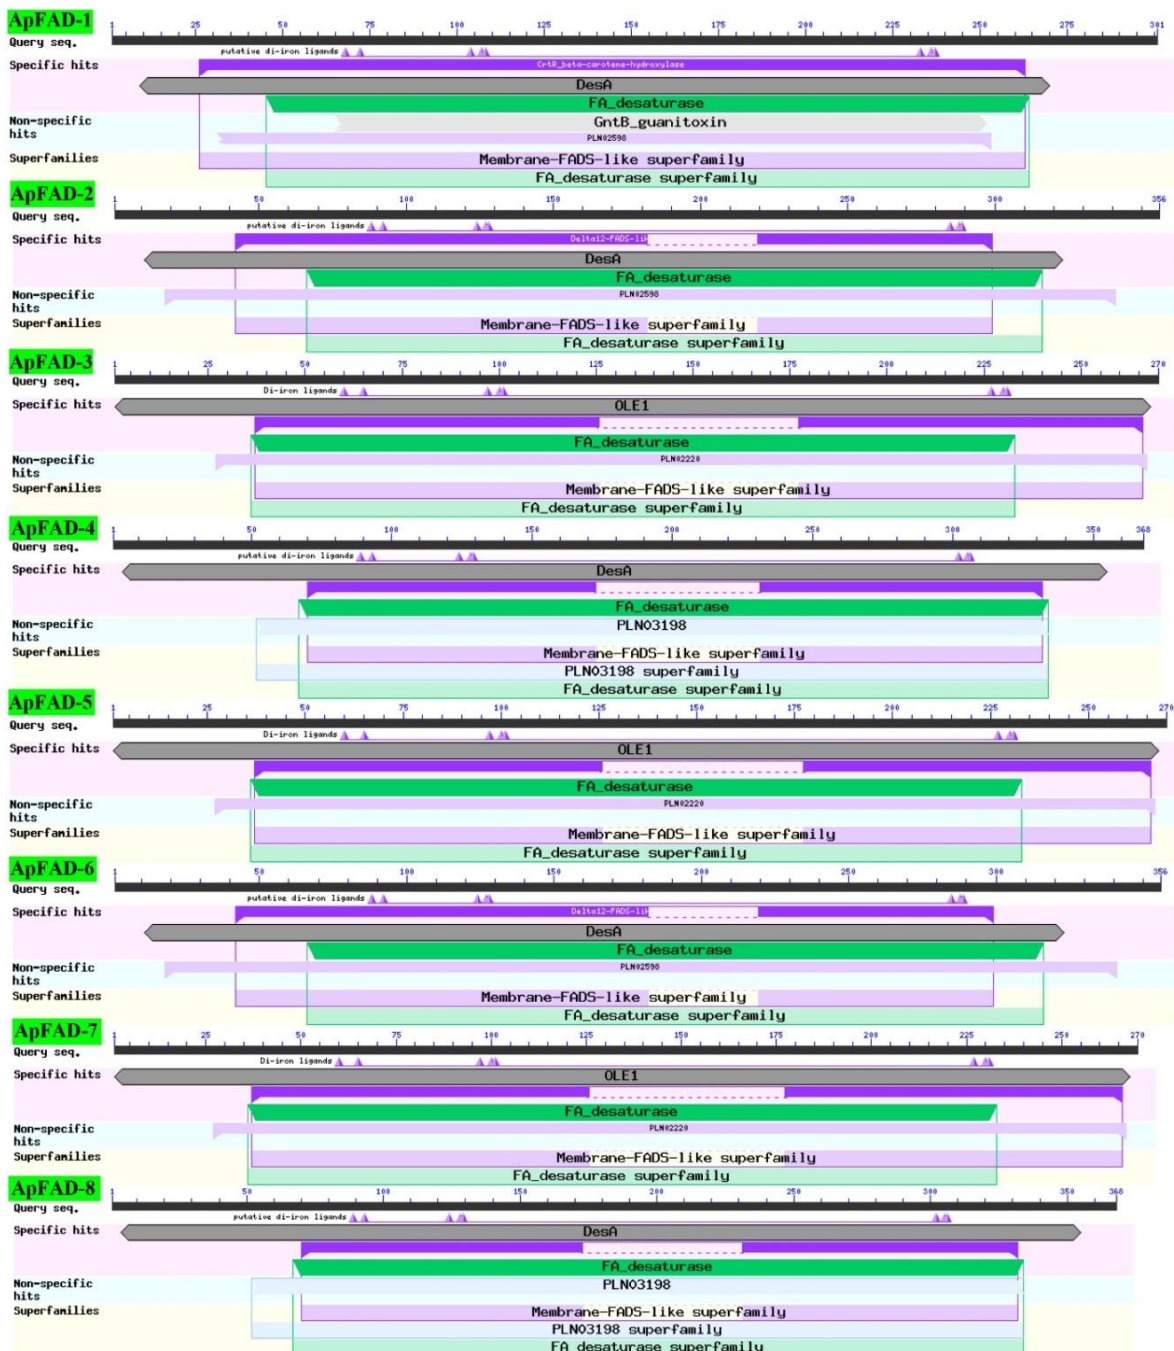 ApFAD-1
1 25 50 75 100 125 150 175 200 225 250 275 301
Query seq.
putative di-iron ligands
Specific hits
CrtR_beta-carotene-hydroxylase
DesA
FA_desaturase
Non-specific hits
GntB_guanitoxin
PLN02598
Superfamilies
Membrane-FADS-like superfamily
FA_desaturase superfamily
ApFAD-2
1 50 100 150 200 250 300 356
Query seq.
putative di-iron ligands
Specific hits
Delta12-FADS-li
DesA
FA_desaturase
Non-specific hits
PLN02598
Superfamilies
Membrane-FADS-like superfamily
FA_desaturase superfamily
ApFAD-3
1 25 50 75 100 125 150 175 200 225 250 270
Query seq.
Di-iron ligands
Specific hits
OLE1
FA_desaturase
Non-specific hits
PLN02220
Superfamilies
Membrane-FADS-like superfamily
FA_desaturase superfamily
ApFAD-4
1 50 100 150 200 250 300 350 368
Query seq.
putative di-iron ligands
Specific hits
DesA
FA_desaturase
Non-specific hits
PLN03198
Superfamilies
Membrane-FADS-like superfamily
PLN03198 superfamily
FA_desaturase superfamily
ApFAD-5
1 25 50 75 100 125 150 175 200 225 250 270
Query seq.
Di-iron ligands
Specific hits
OLE1
FA_desaturase
Non-specific hits
PLN02220
Superfamilies
Membrane-FADS-like superfamily
FA_desaturase superfamily
ApFAD-6
1 50 100 150 200 250 300 356
Query seq.
putative di-iron ligands
Specific hits
Delta12-FADS-li
DesA
FA_desaturase
Non-specific hits
PLN02598
Superfamilies
Membrane-FADS-like superfamily
FA_desaturase superfamily
ApFAD-7
1 25 50 75 100 125 150 175 200 225 250 270
Query seq.
Di-iron ligands
Specific hits
OLE1
FA_desaturase
Non-specific hits
PLN02220
Superfamilies
Membrane-FADS-like superfamily
FA_desaturase superfamily
ApFAD-8
1 50 100 150 200 250 300 350 368
Query seq.
putative di-iron ligands
Specific hits
DesA
FA_desaturase
Non-specific hits
PLN03198
Superfamilies
Membrane-FADS-like superfamily
PLN03198 superfamily
FA_desaturase superfamily